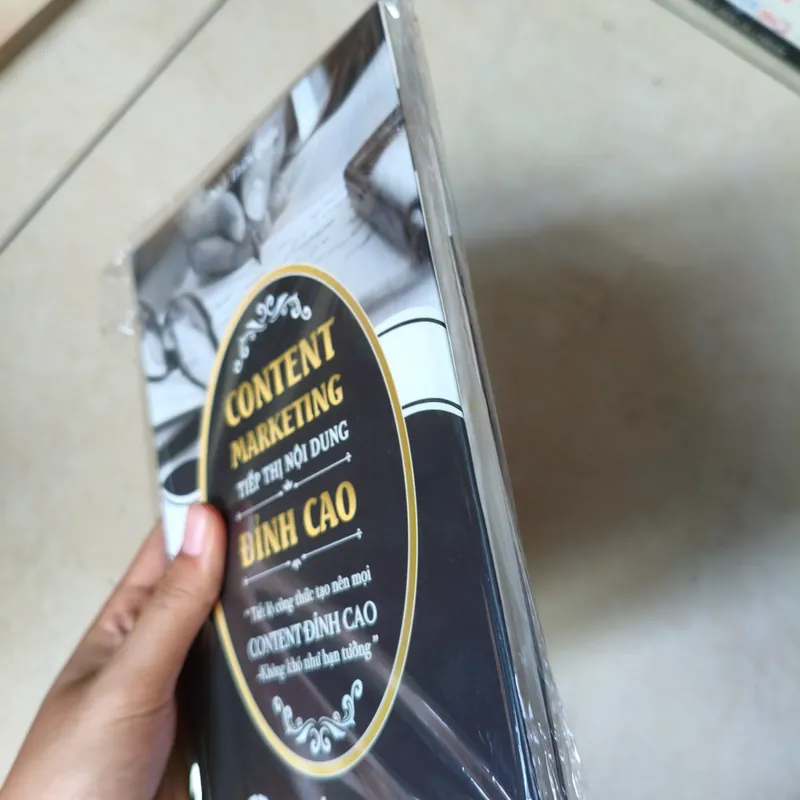 CONTENT
MARKETING
TIẾP THỊ NỘI DUNG
ĐỈNH CAO
"Tiết lộ công thức tạo nên mọi
CONTENT ĐỈNH CAO
-Không khó như bạn tưởng"